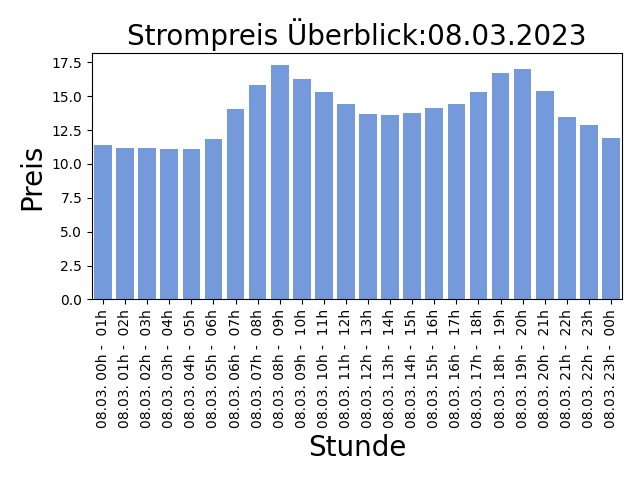 Strompreis Überblick:08.03.2023
Preis
17.5
15.0
12.5
10.0
7.5
5.0
2.5
0.0
08.03. 00h - 01h
08.03. 01h - 02h
08.03. 02h - 03h
08.03. 03h - 04h
08.03. 04h - 05h
08.03. 05h - 06h
08.03. 06h - 07h
08.03. 07h - 08h
08.03. 08h - 09h
08.03. 09h - 10h
08.03. 10h - 11h
08.03. 11h - 12h
08.03. 12h - 13h
08.03. 13h - 14h
08.03. 14h - 15h
08.03. 15h - 16h
08.03. 16h - 17h
08.03. 17h - 18h
08.03. 18h - 19h
08.03. 19h - 20h
08.03. 20h - 21h
08.03. 21h - 22h
08.03. 22h - 23h
08.03. 23h - 00h
Stunde